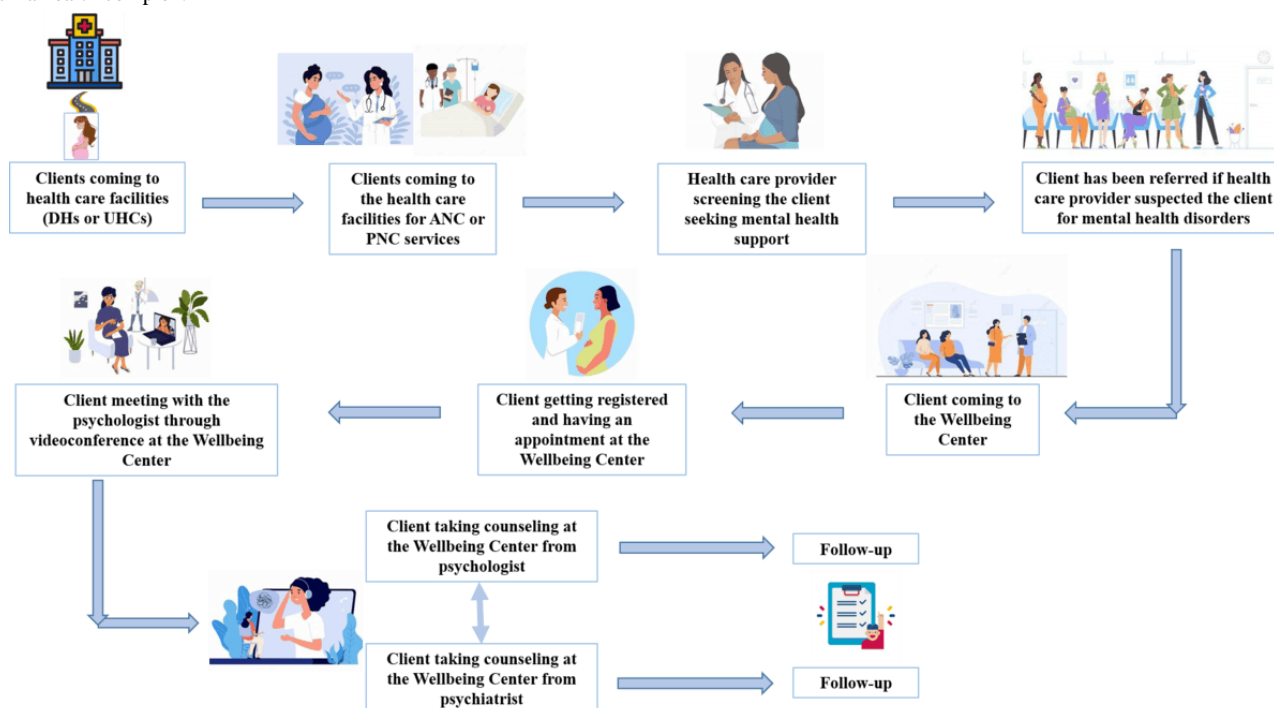 Clients coming to
health care facilities
(DHs or UHCs)
Clients coming to
the health care
facilities for ANC or
PNC services
Health care provider
screening the client
seeking mental health
support
Client has been referred if health
care provider suspected the client
for mental health disorders
Client coming to
the Wellbeing
Center
Client getting registered
and having an
appointment at the
Wellbeing Center
Client meeting with the
psychologist through
videoconference at the Wellbeing
Center
Client taking counseling at
the Wellbeing Center from
psychologist
Follow-up
Client taking counseling at
the Wellbeing Center from
psychiatrist
Follow-up